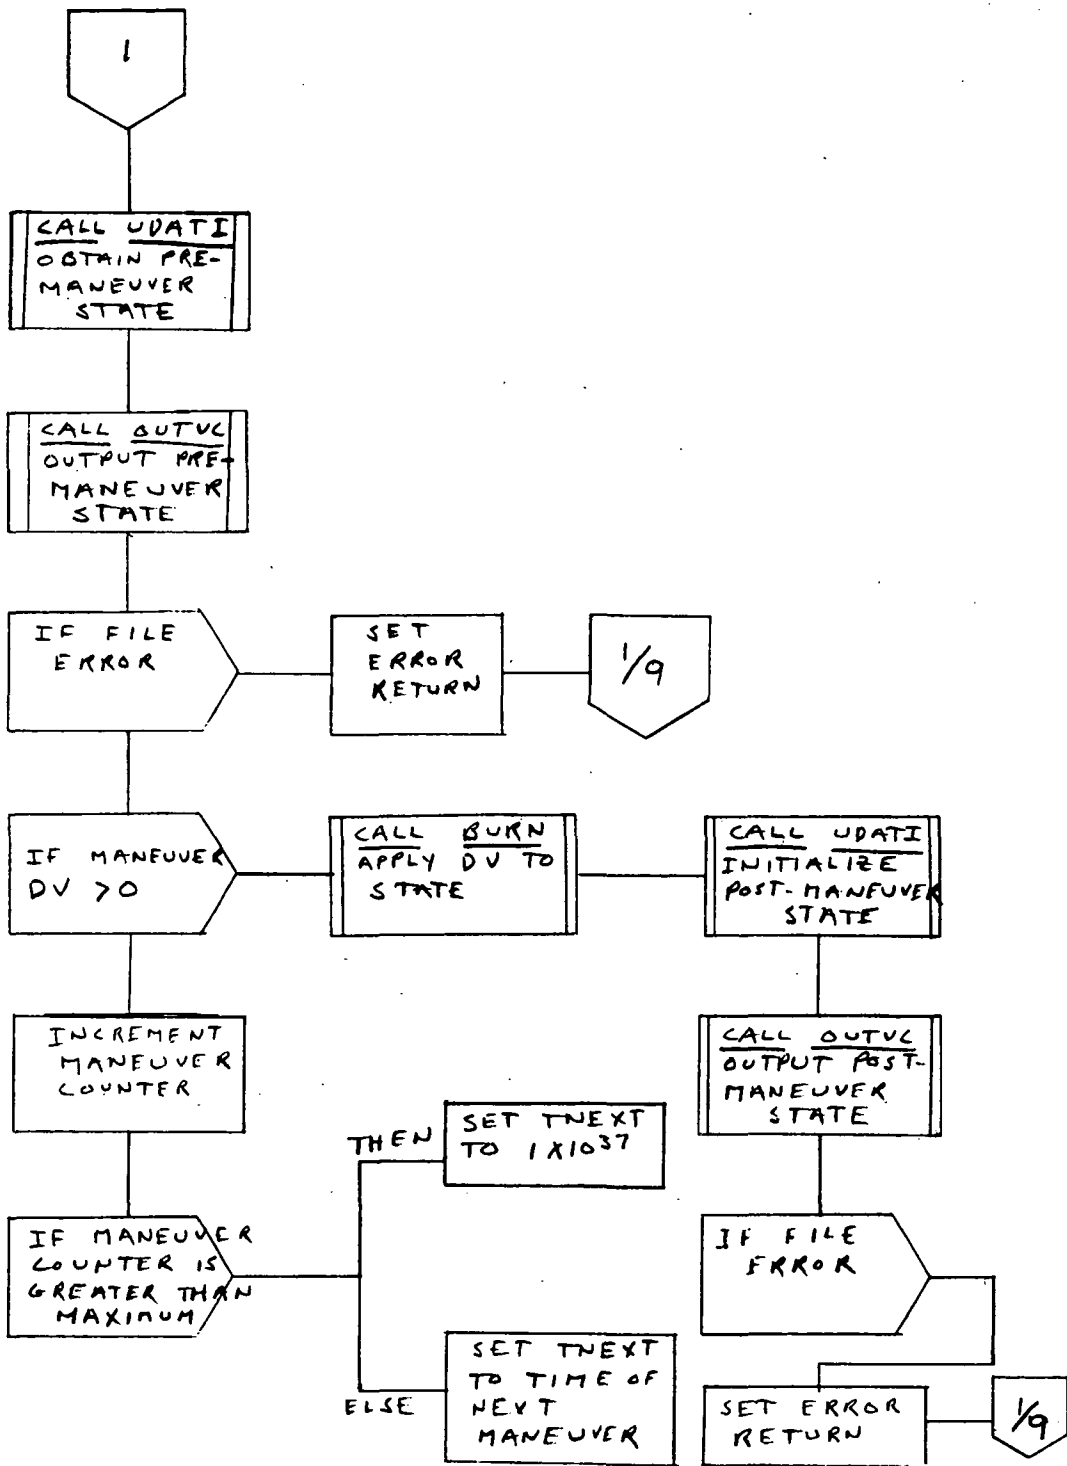 1
CALL UDATI
OBTAIN PRE-
MANEUVER
STATE
CALL OUTVC
OUTPUT PRE-
MANEUVER
STATE
IF FILE
ERROR
SET
ERROR
RETURN
1/9
IF MANEUVER
DV >0
CALL BURN
APPLY DV TO
STATE
CALL UDATI
INITIALIZE
POST-MANEUVER
STATE
INCREMENT
MANEUVER
COUNTER
CALL OUTVC
OUTPUT POST-
MANEUVER
STATE
IF MANEUVER
COUNTER IS
GREATER THAN
MAXIMUM
THEN
SET TNEXT
TO 1X10³⁷
ELSE
SET TNEXT
TO TIME OF
NEXT
MANEUVER
IF FILE
ERROR
SET ERROR
RETURN
1/9